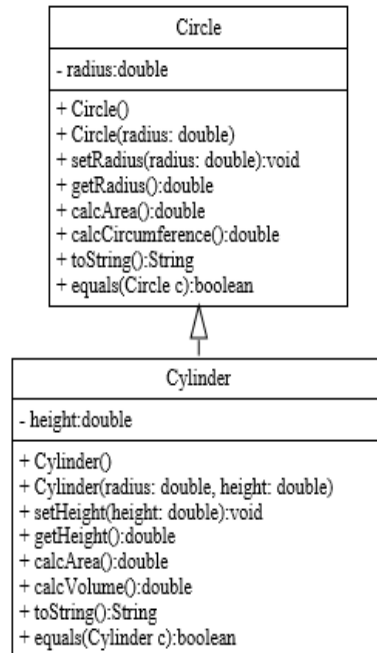 Circle
- radius:double
+ Circle()
+ Circle(radius: double)
+ setRadius(radius: double):void
+ getRadius():double
+ calcArea():double
+ calcCircumference():double
+ toString():String
+ equals(Circle c):boolean
Cylinder
- height:double
+ Cylinder()
+ Cylinder(radius: double, height: double)
+ setHeight(height: double):void
+ getHeight():double
+ calcArea():double
+ calcVolume():double
+ toString():String
+ equals(Cylinder c):boolean